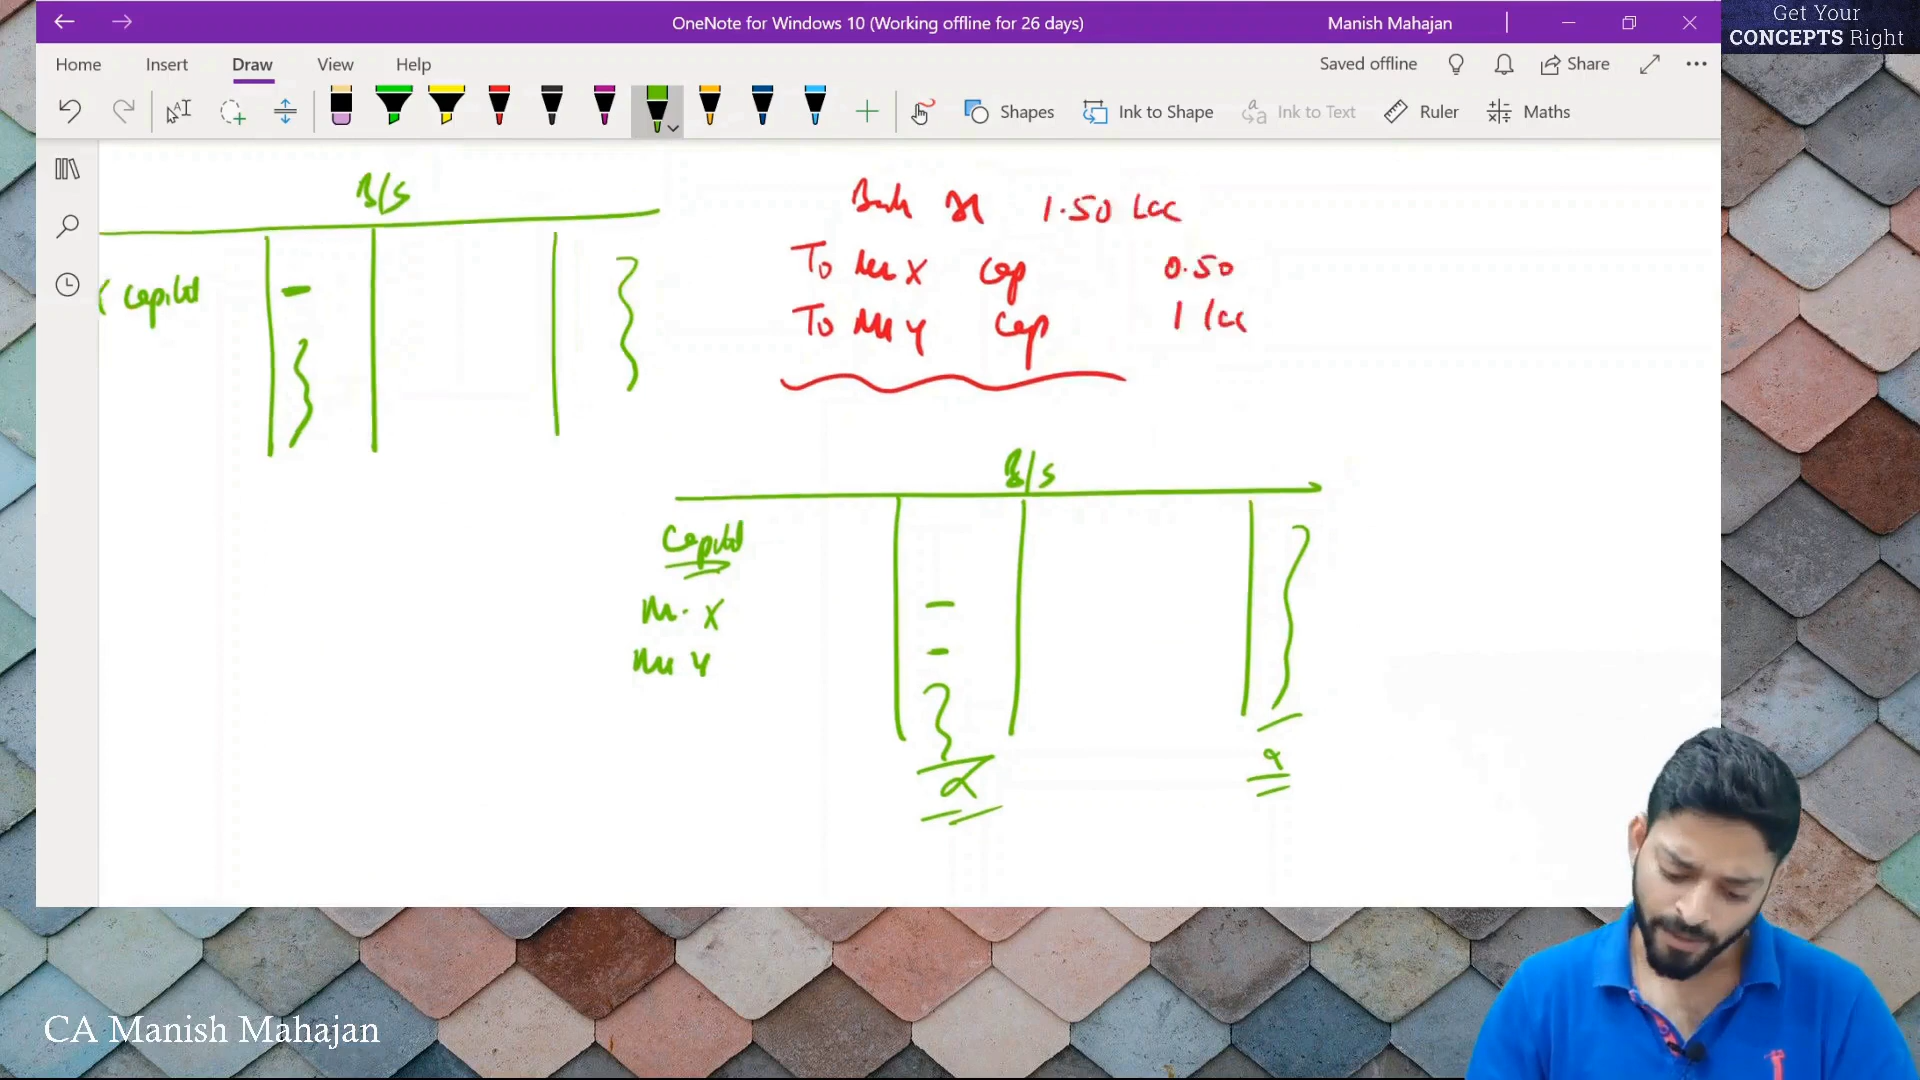 Get Your
CONCEPTS Right
OneNote for Windows 10 (Working offline for 26 days)
Manish Mahajan
Home Insert Draw View Help
Saved offline
Share
Shapes
Ink to Shape
Ink to Text
Ruler
Maths
B/S
Capital
Bank Dr 1.50 Lac
To Mr X Cap 0.50
To Mr Y Cap 1 Lac
B/S
Capital
Mr. X
Mr Y
CA Manish Mahajan